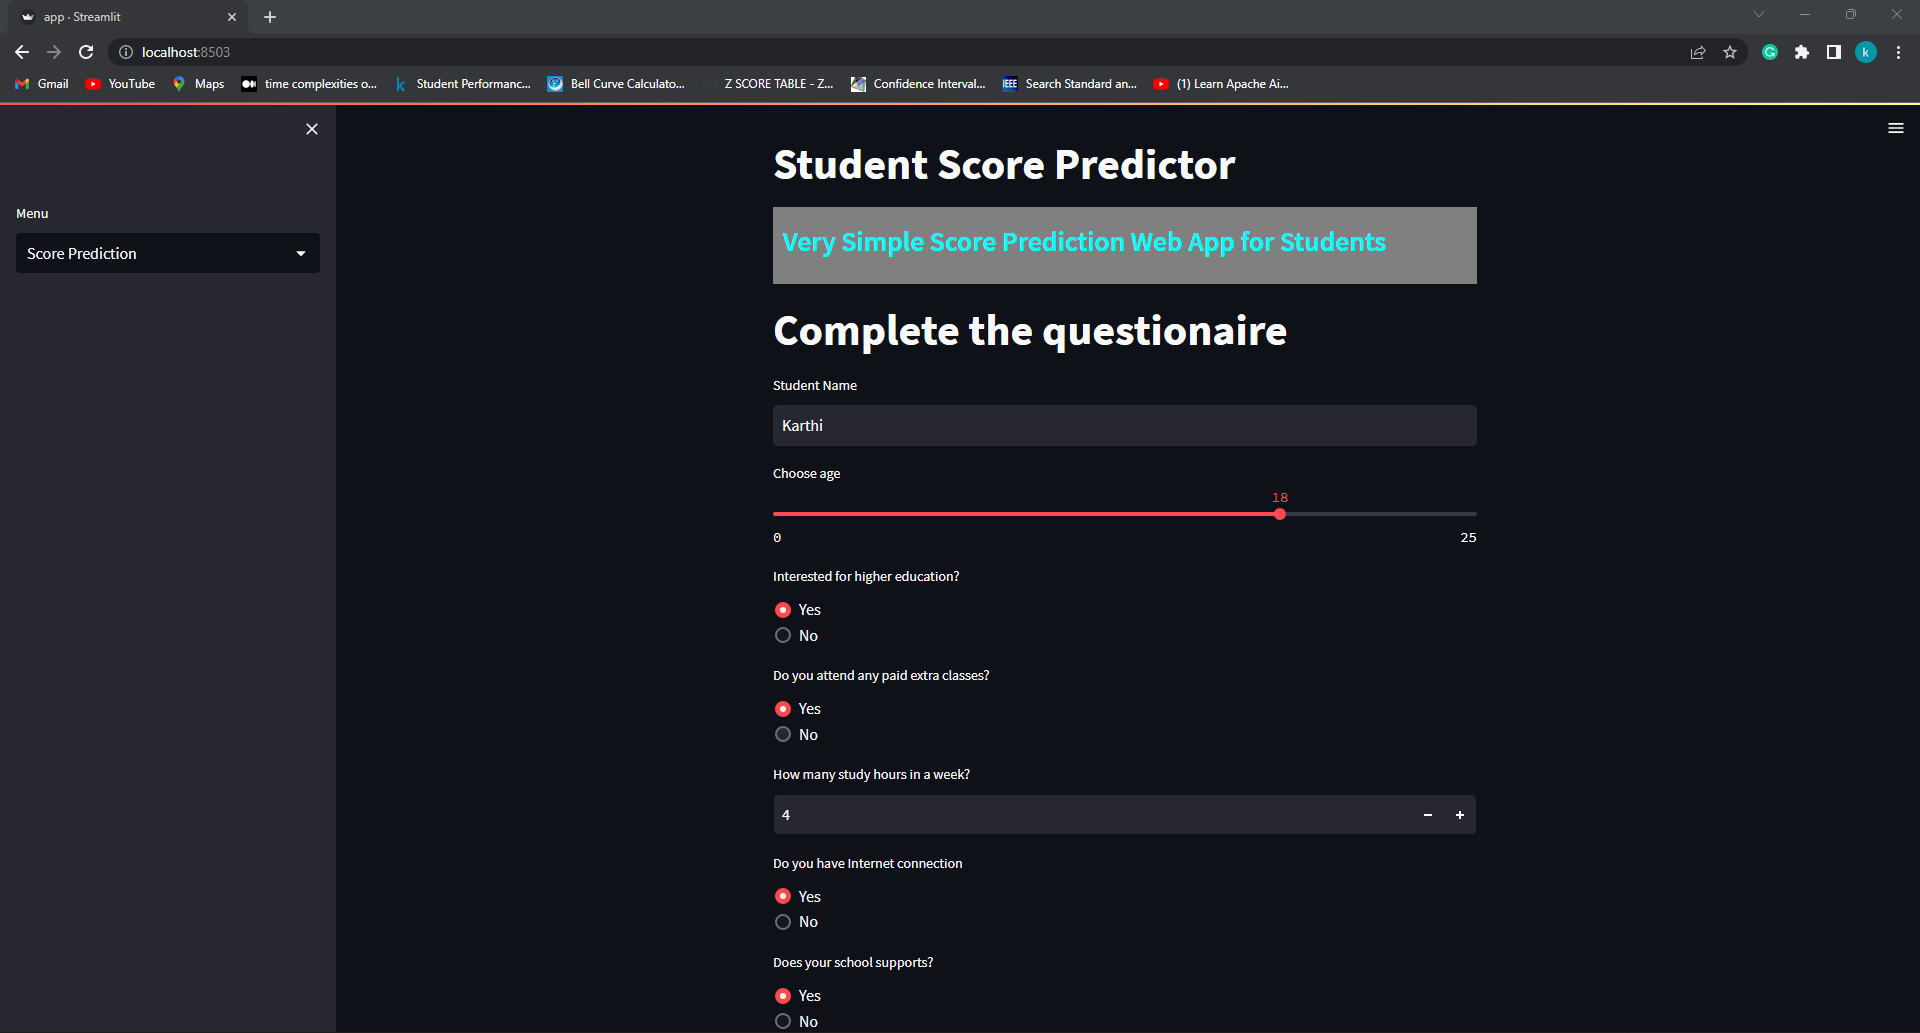 app · Streamlit
localhost:8503
k
Gmail
YouTube
Maps
time complexities o...
k
Student Performanc...
Bell Curve Calculato...
Z SCORE TABLE - Z...
Confidence Interval...
IEEE
Search Standard an...
(1) Learn Apache Ai...
Menu
Score Prediction
Student Score Predictor
Very Simple Score Prediction Web App for Students
Complete the questionaire
Student Name
Karthi
Choose age
18
0
25
Interested for higher education?
Yes
No
Do you attend any paid extra classes?
Yes
No
How many study hours in a week?
4
Do you have Internet connection
Yes
No
Does your school supports?
Yes
No